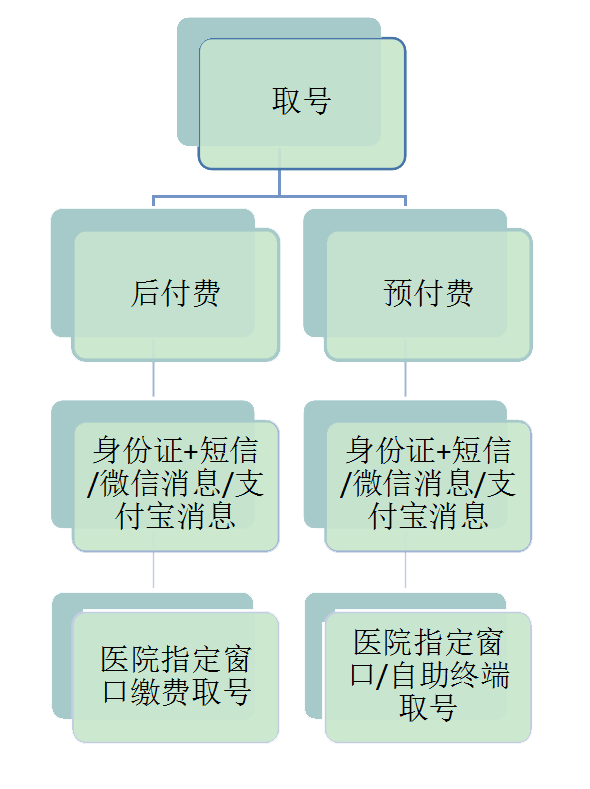 取号
后付费
预付费
身份证+短信
/微信消息/支
付宝消息
身份证+短信
/微信消息/支
付宝消息
医院指定窗
口缴费取号
医院指定窗
口/自助终端
取号